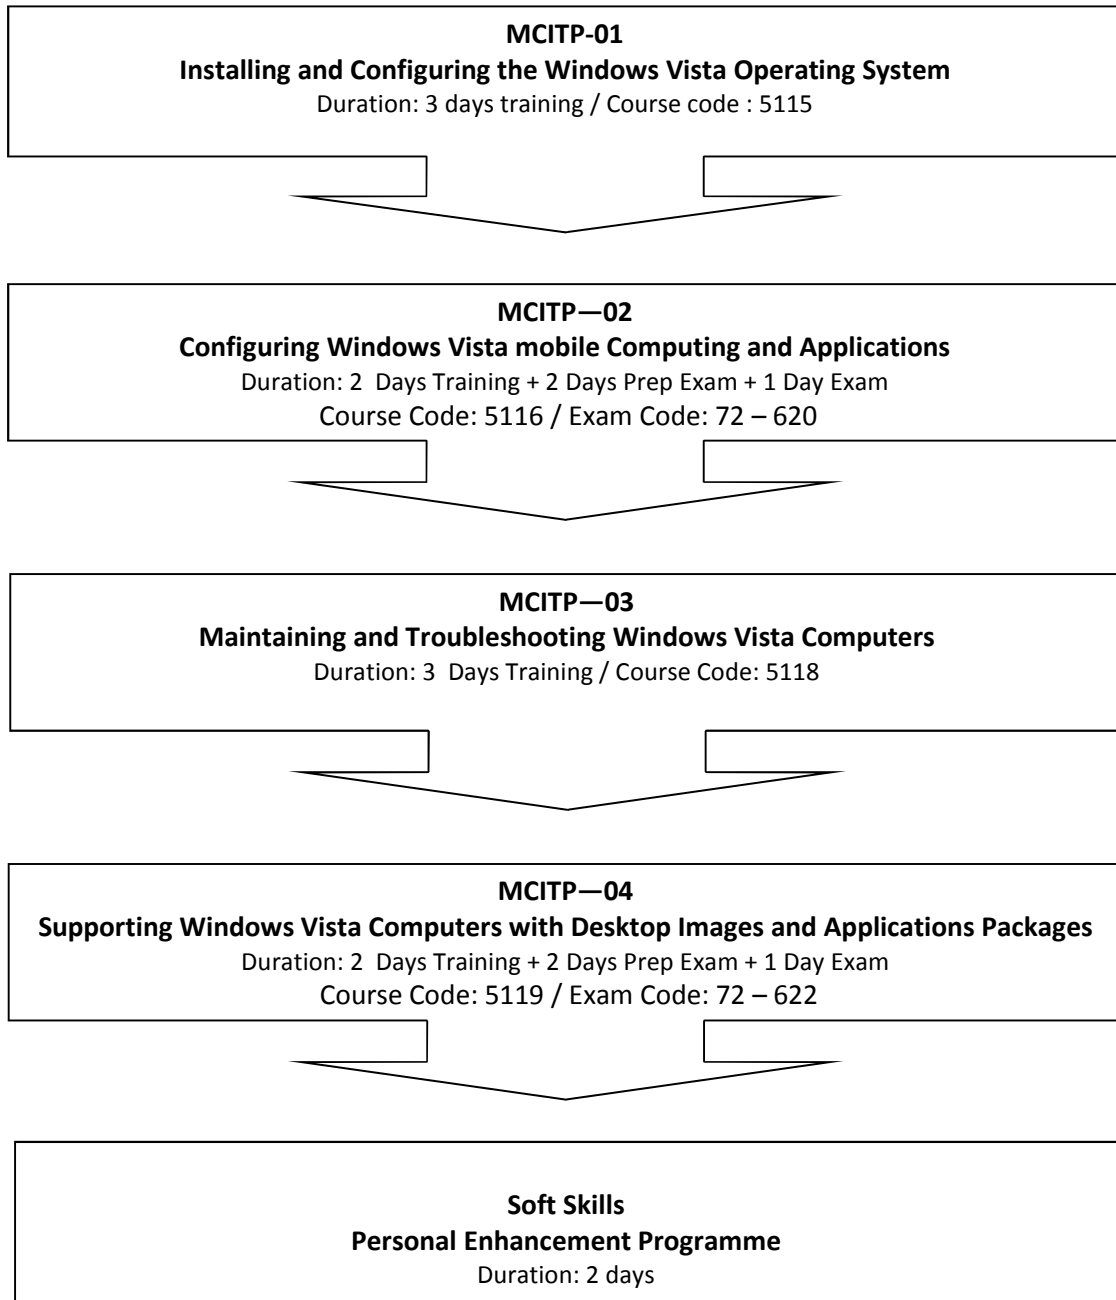 MCITP-01
Installing and Configuring the Windows Vista Operating System
Duration: 3 days training / Course code : 5115
MCITP—02
Configuring Windows Vista mobile Computing and Applications
Duration: 2  Days Training + 2 Days Prep Exam + 1 Day Exam
Course Code: 5116 / Exam Code: 72 – 620
MCITP—03
Maintaining and Troubleshooting Windows Vista Computers
Duration: 3  Days Training / Course Code: 5118
MCITP—04
Supporting Windows Vista Computers with Desktop Images and Applications Packages
Duration: 2  Days Training + 2 Days Prep Exam + 1 Day Exam
Course Code: 5119 / Exam Code: 72 – 622
Soft Skills
Personal Enhancement Programme
Duration: 2 days